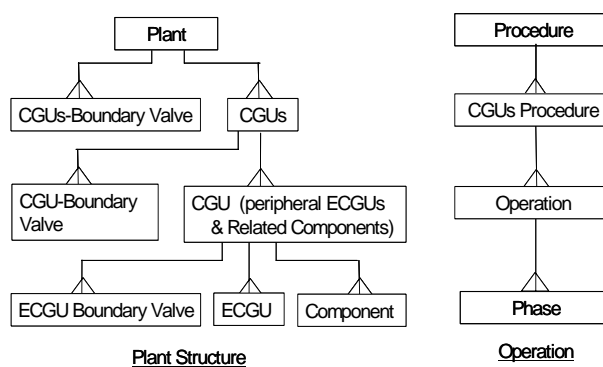 Plant
CGUs-Boundary Valve
CGUs
CGU-Boundary
Valve
CGU (peripheral ECGUs
& Related Components)
ECGU Boundary Valve
ECGU
Component
Plant Structure
Procedure
CGUs Procedure
Operation
Phase
Operation